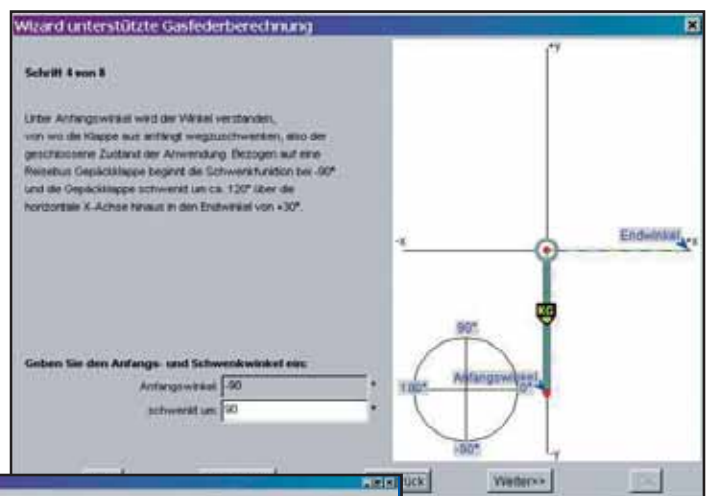 Wizard unterstützte Gasfederberechnung
Schritt 4 von 8
Unter Anfangswinkel wird der Winkel verstanden,
von wo die Klappe aus anfängt wegzuschwenken, also der
geschlossene Zustand der Anwendung. Bezogen auf eine
Reisebus Gepäckklappe beginnt die Schwenkfunktion bei -90°
und die Gepäckklappe schwenkt um ca. 120° über die
horizontale X-Achse hinaus in den Endwinkel von +30°.
Geben Sie den Anfangs- und Schwenkwinkel ein:
Anfangswinkel -90 °
schwenkt um 90 °
+y
-x
Endwinkel +x
KG
90°
180° Anfangswinkel 0°
-90°
-y
ück
Weiter>>